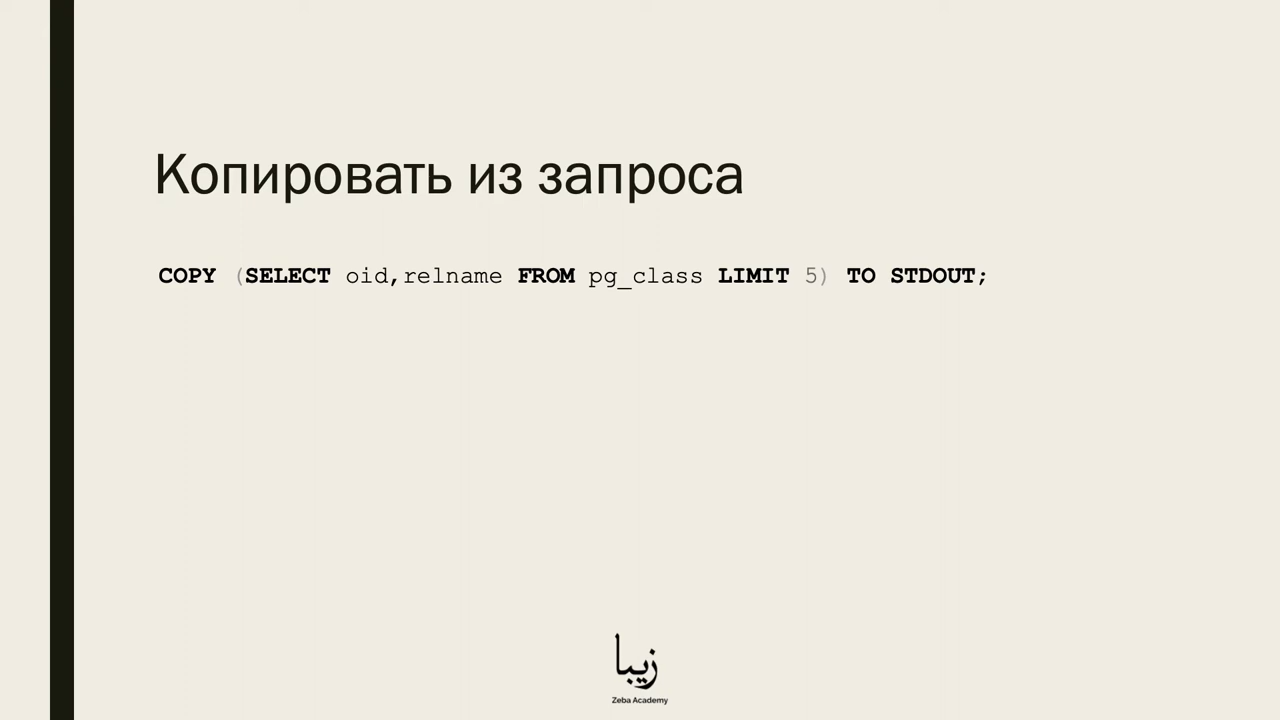 Копировать из запроса
COPY (SELECT oid,relname FROM pg_class LIMIT 5) TO STDOUT;
زيبا
Zeba Academy